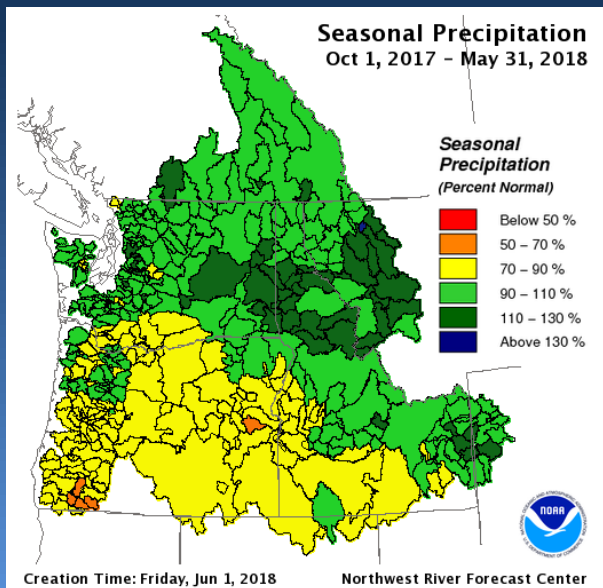 Seasonal Precipitation
Oct 1, 2017 – May 31, 2018
Seasonal
Precipitation
(Percent Normal)
Below 50 %
50 – 70 %
70 – 90 %
90 – 110 %
110 – 130 %
Above 130 %
NOAA
Creation Time: Friday, Jun 1, 2018
Northwest River Forecast Center